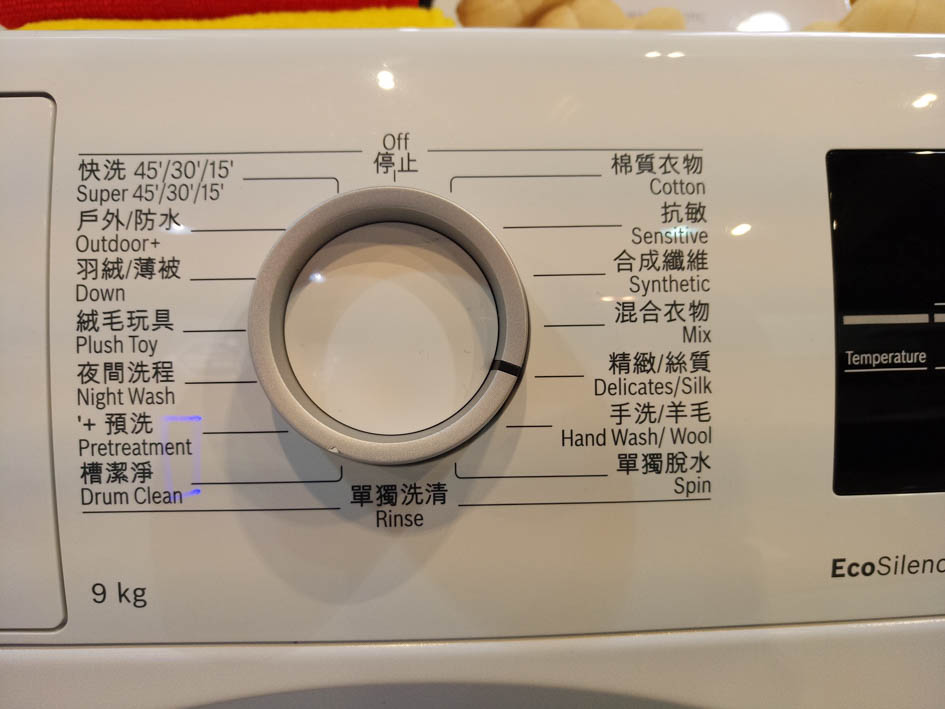 Off
停止
快洗 45'/30'/15'
Super 45'/30'/15'
戶外/防水
Outdoor+
羽絨/薄被
Down
絨毛玩具
Plush Toy
夜間洗程
Night Wash
'+ 預洗
Pretreatment
槽潔淨
Drum Clean
單獨洗清
Rinse
棉質衣物
Cotton
抗敏
Sensitive
合成纖維
Synthetic
混合衣物
Mix
精緻/絲質
Delicates/Silk
手洗/羊毛
Hand Wash/ Wool
單獨脫水
Spin
9 kg
Temperature